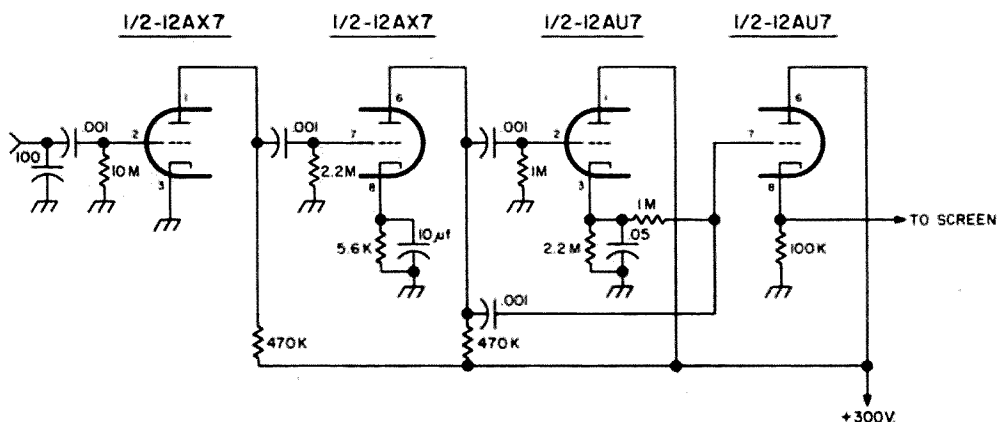 1/2-12AX7
1/2-12AX7
1/2-12AU7
1/2-12AU7
1
6
1
6
.001
2
.001
7
.001
2
7
100
10M
3
2.2M
8
1M
3
1M
8
TO SCREEN
5.6K
10µf
2.2M
.05
100K
.001
470K
470K
+300V.